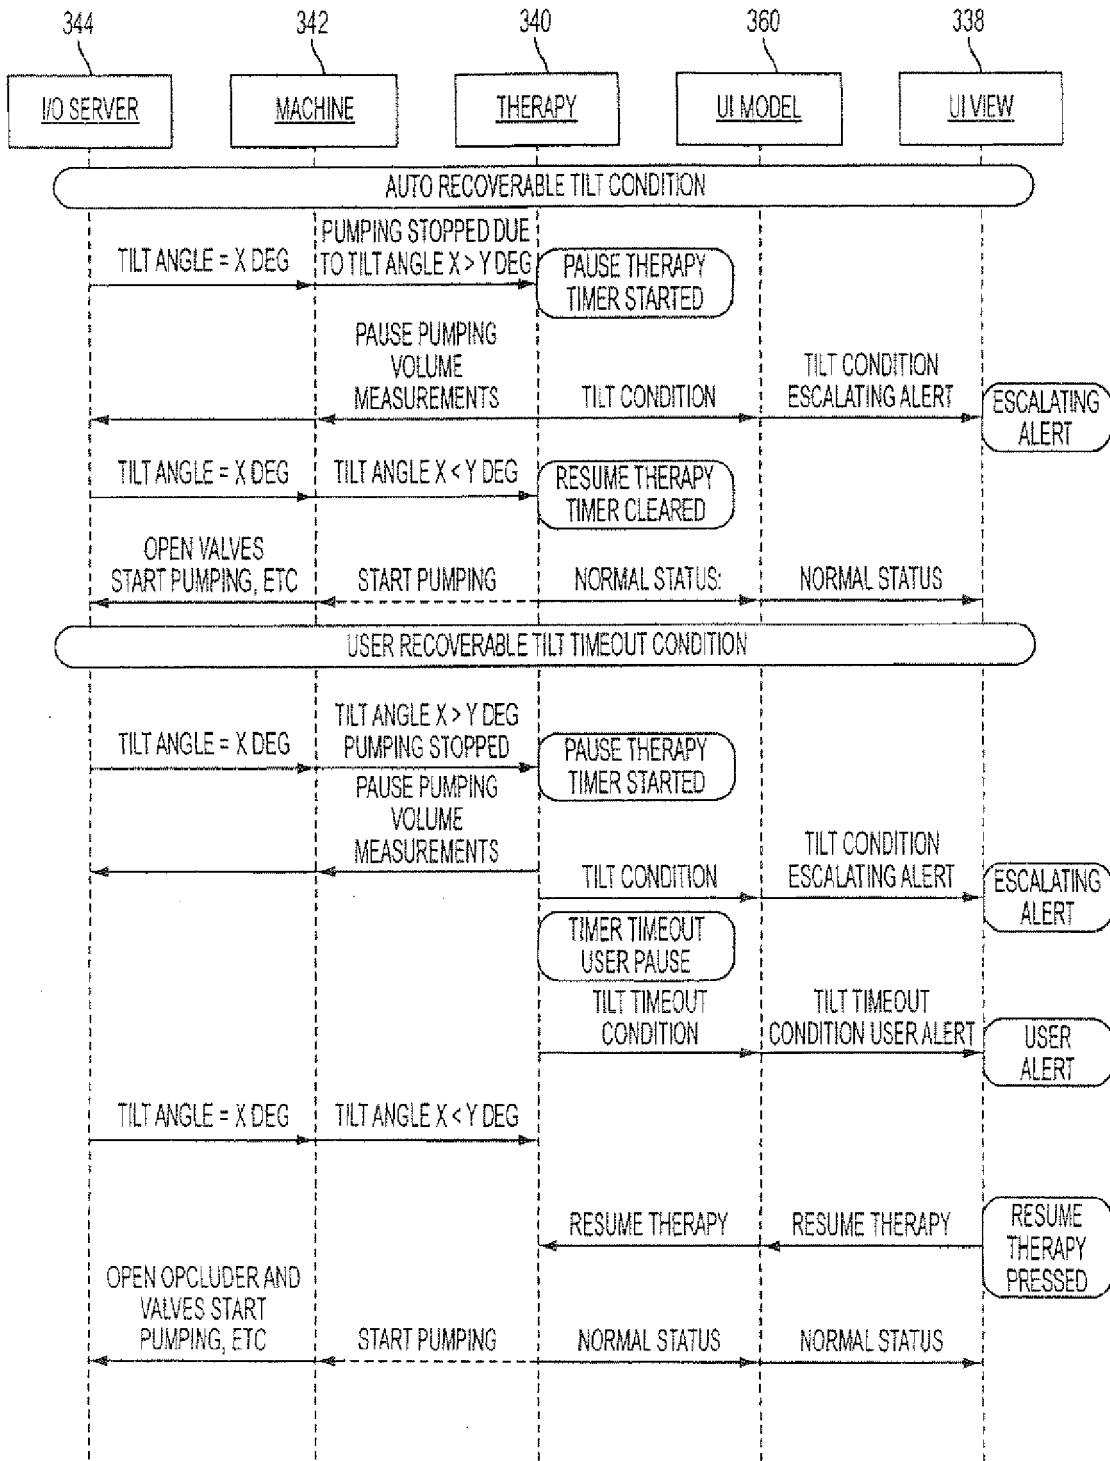 344 342 340 360 338
I/O SERVER MACHINE THERAPY UI MODEL UI VIEW
AUTO RECOVERABLE TILT CONDITION
TILT ANGLE = X DEG
PUMPING STOPPED DUE
TO TILT ANGLE X > Y DEG
PAUSE THERAPY
TIMER STARTED
PAUSE PUMPING
VOLUME
MEASUREMENTS
TILT CONDITION
TILT CONDITION
ESCALATING ALERT
ESCALATING
ALERT
TILT ANGLE = X DEG
TILT ANGLE X < Y DEG
RESUME THERAPY
TIMER CLEARED
OPEN VALVES
START PUMPING, ETC
START PUMPING
NORMAL STATUS:
NORMAL STATUS
USER RECOVERABLE TILT TIMEOUT CONDITION
TILT ANGLE = X DEG
TILT ANGLE X > Y DEG
PUMPING STOPPED
PAUSE THERAPY
TIMER STARTED
PAUSE PUMPING
VOLUME
MEASUREMENTS
TILT CONDITION
TILT CONDITION
ESCALATING ALERT
ESCALATING
ALERT
TIMER TIMEOUT
USER PAUSE
TILT TIMEOUT
CONDITION
TILT TIMEOUT
CONDITION USER ALERT
USER
ALERT
TILT ANGLE = X DEG
TILT ANGLE X < Y DEG
RESUME THERAPY
RESUME THERAPY
RESUME
THERAPY
PRESSED
OPEN OPCLUDER AND
VALVES START
PUMPING, ETC
START PUMPING
NORMAL STATUS
NORMAL STATUS